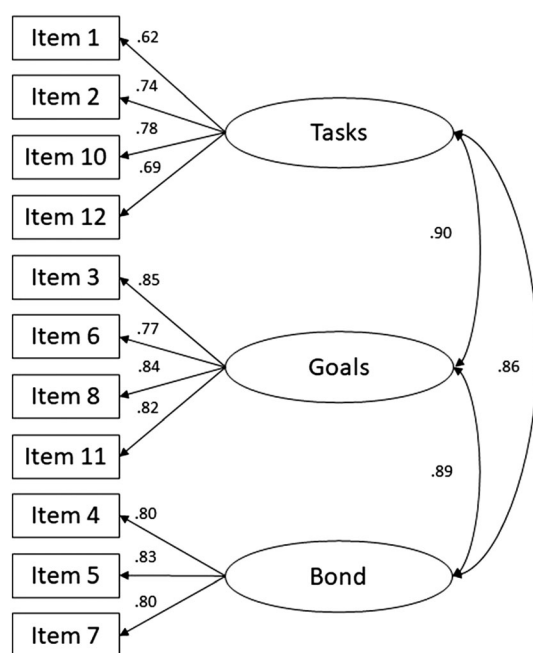 Item 1
.62
Item 2
.74
Item 10
.78
Item 12
.69
Tasks
Item 3
.85
Item 6
.77
Item 8
.84
Item 11
.82
Goals
Item 4
.80
Item 5
.83
Item 7
.80
Bond
.90
.86
.89